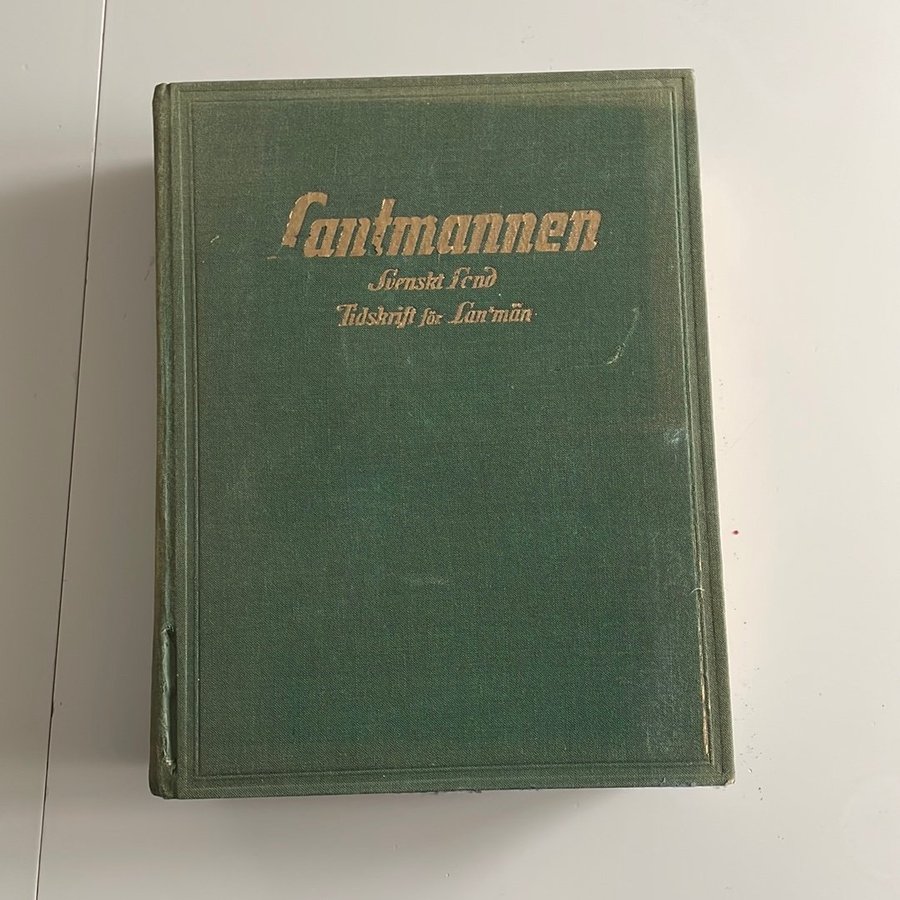 Lantmannen
Svenskt Land
Tidskrift för Lantmän